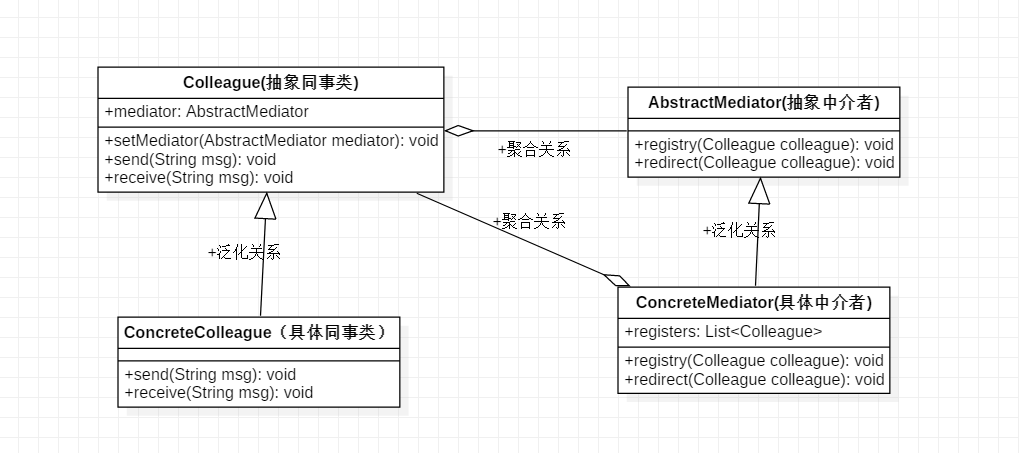 Colleague(抽象同事类)
+mediator: AbstractMediator
+setMediator(AbstractMediator mediator): void
+send(String msg): void
+receive(String msg): void
AbstractMediator(抽象中介者)
+registry(Colleague colleague): void
+redirect(Colleague colleague): void
+聚合关系
+聚合关系
+泛化关系
+泛化关系
ConcreteColleague（具体同事类）
+send(String msg): void
+receive(String msg): void
ConcreteMediator(具体中介者)
+registers: List<Colleague>
+registry(Colleague colleague): void
+redirect(Colleague colleague): void